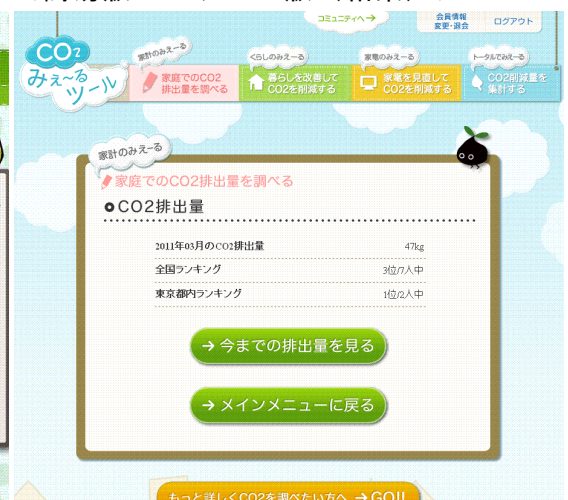 コミュニティへ→
会員情報
変更・退会
ログアウト
CO2
みえ〜る
ツール
家計のみえ〜る
家庭でのCO2
排出量を調べる
くらしのみえ〜る
暮らしを改善して
CO2を削減する
家電のみえ〜る
家電を見直して
CO2を削減する
トータルでみえ〜る
CO2削減量を
集計する
家計のみえ〜る
家庭でのCO2排出量を調べる
CO2排出量
2011年03月のCO2排出量 47kg
全国ランキング 3位/7人中
東京都内ランキング 1位/2人中
→ 今までの排出量を見る
→ メインメニューに戻る
もっと詳しくCO2を調べたい方へ → GO!!